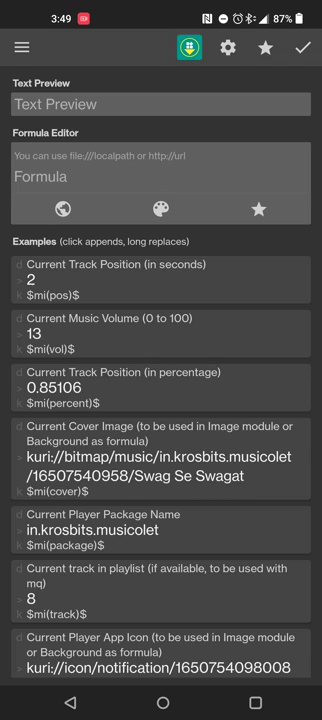 3:49
87%
Text Preview
Text Preview
Formula Editor
You can use file:///localpath or http://url
Formula
Examples (click appends, long replaces)
d Current Track Position (in seconds)
> 2
k $mi(pos)$
d Current Music Volume (0 to 100)
> 13
k $mi(vol)$
d Current Track Position (in percentage)
> 0.85106
k $mi(percent)$
d Current Cover Image (to be used in Image module or
Background as formula)
> kuri://bitmap/music/in.krosbits.musicolet
/16507540958/Swag Se Swagat
k $mi(cover)$
d Current Player Package Name
> in.krosbits.musicolet
k $mi(package)$
d Current track in playlist (if available, to be used with
mq)
> 8
k $mi(track)$
d Current Player App Icon (to be used in Image module
or Background as formula)
> kuri://icon/notification/1650754098008